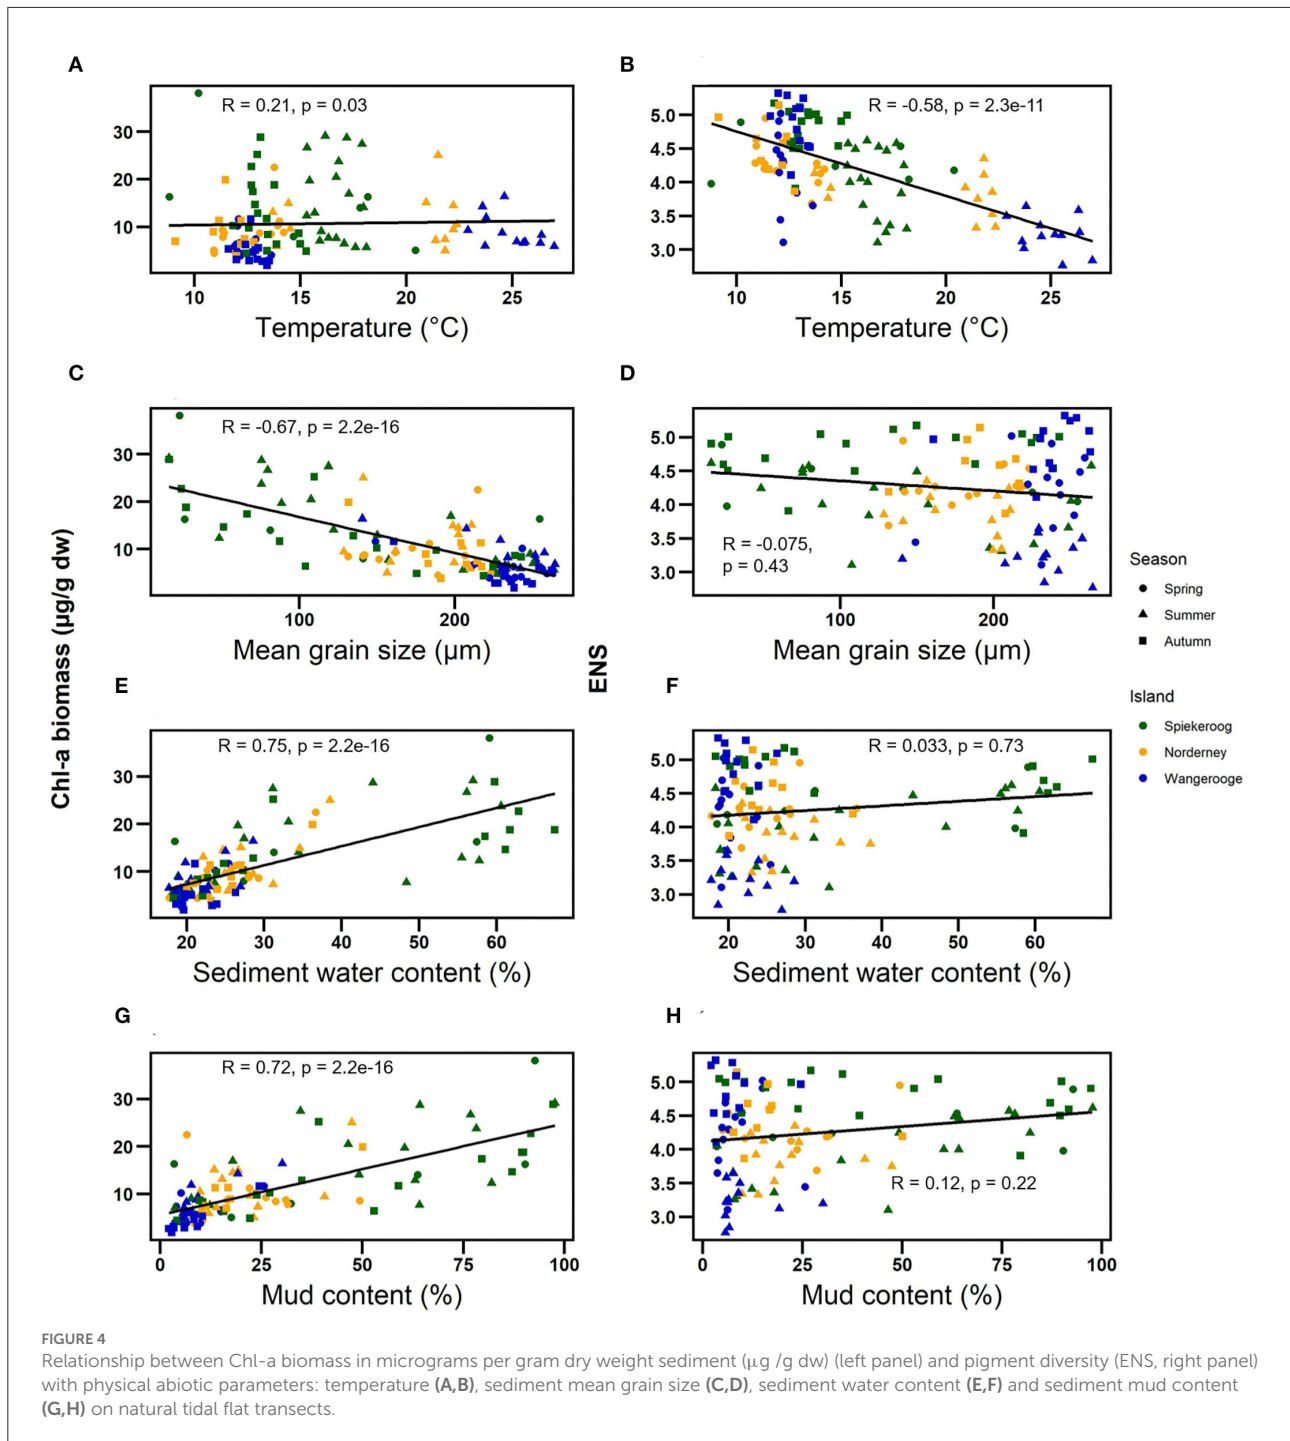 A
B
R = 0.21, p = 0.03
R = -0.58, p = 2.3e-11
30
20
10
5.0
4.5
4.0
3.5
3.0
10 15 20 25
10 15 20 25
Temperature (°C)
Temperature (°C)
C
D
R = -0.67, p = 2.2e-16
R = -0.075,
p = 0.43
30
20
10
5.0
4.5
4.0
3.5
3.0
100 200
100 200
Mean grain size (µm)
Mean grain size (µm)
Chl-a biomass (µg/g dw)
ENS
Season
Spring
Summer
Autumn
Island
Spiekeroog
Norderney
Wangerooge
E
F
R = 0.75, p = 2.2e-16
R = 0.033, p = 0.73
30
20
10
5.0
4.5
4.0
3.5
3.0
20 30 40 50 60
20 30 40 50 60
Sediment water content (%)
Sediment water content (%)
G
H
R = 0.72, p = 2.2e-16
R = 0.12, p = 0.22
30
20
10
5.0
4.5
4.0
3.5
3.0
0 25 50 75 100
0 25 50 75 100
Mud content (%)
Mud content (%)
FIGURE 4
Relationship between Chl-a biomass in micrograms per gram dry weight sediment (µg /g dw) (left panel) and pigment diversity (ENS, right panel)
with physical abiotic parameters: temperature (A,B), sediment mean grain size (C,D), sediment water content (E,F) and sediment mud content
(G,H) on natural tidal flat transects.